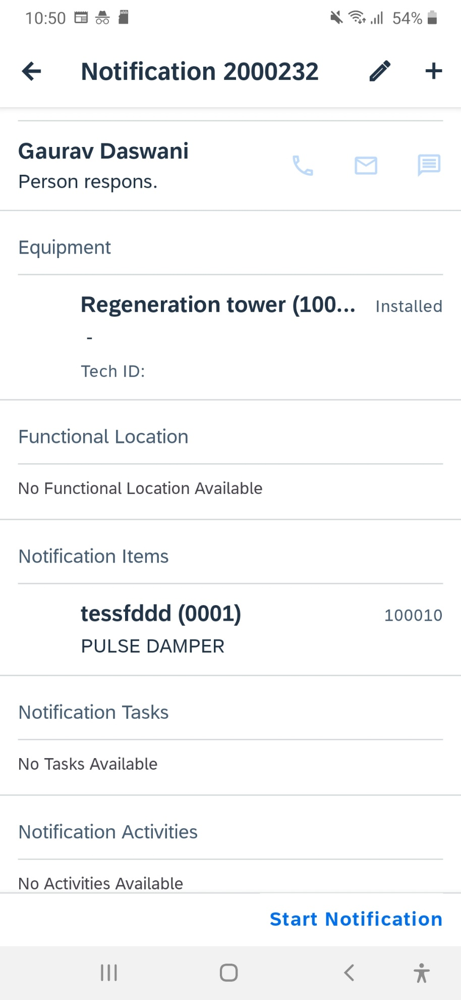 10:50
54%
Notification 2000232
Gaurav Daswani
Person respons.
Equipment
Regeneration tower (100... Installed
-
Tech ID:
Functional Location
No Functional Location Available
Notification Items
tessfddd (0001) 100010
PULSE DAMPER
Notification Tasks
No Tasks Available
Notification Activities
No Activities Available
Start Notification